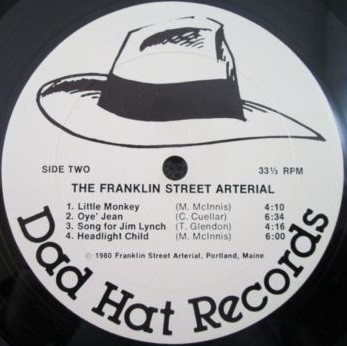 SIDE TWO
33⅓ RPM
THE FRANKLIN STREET ARTERIAL
1. Little Monkey (M. McInnis) 4:10
2. Oye' Jean (C. Cuellar) 6:34
3. Song for Jim Lynch (T. Glendon) 4:16
4. Headlight Child (M. McInnis) 6:00
© 1980 Franklin Street Arterial, Portland, Maine
Dad Hat Records